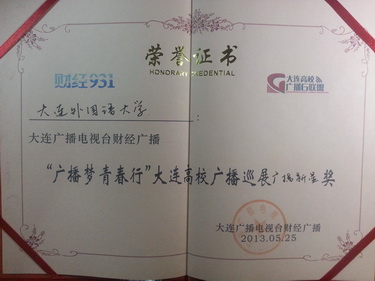 荣誉证书
HONORARY CREDENTIAL
财经931
大连高校
广播G联盟
大连外国语大学:
大连广播电视台财经广播
“广播梦青春行”大连高校广播巡展广播新星奖
大连广播电视台财经广播
2013.05.25